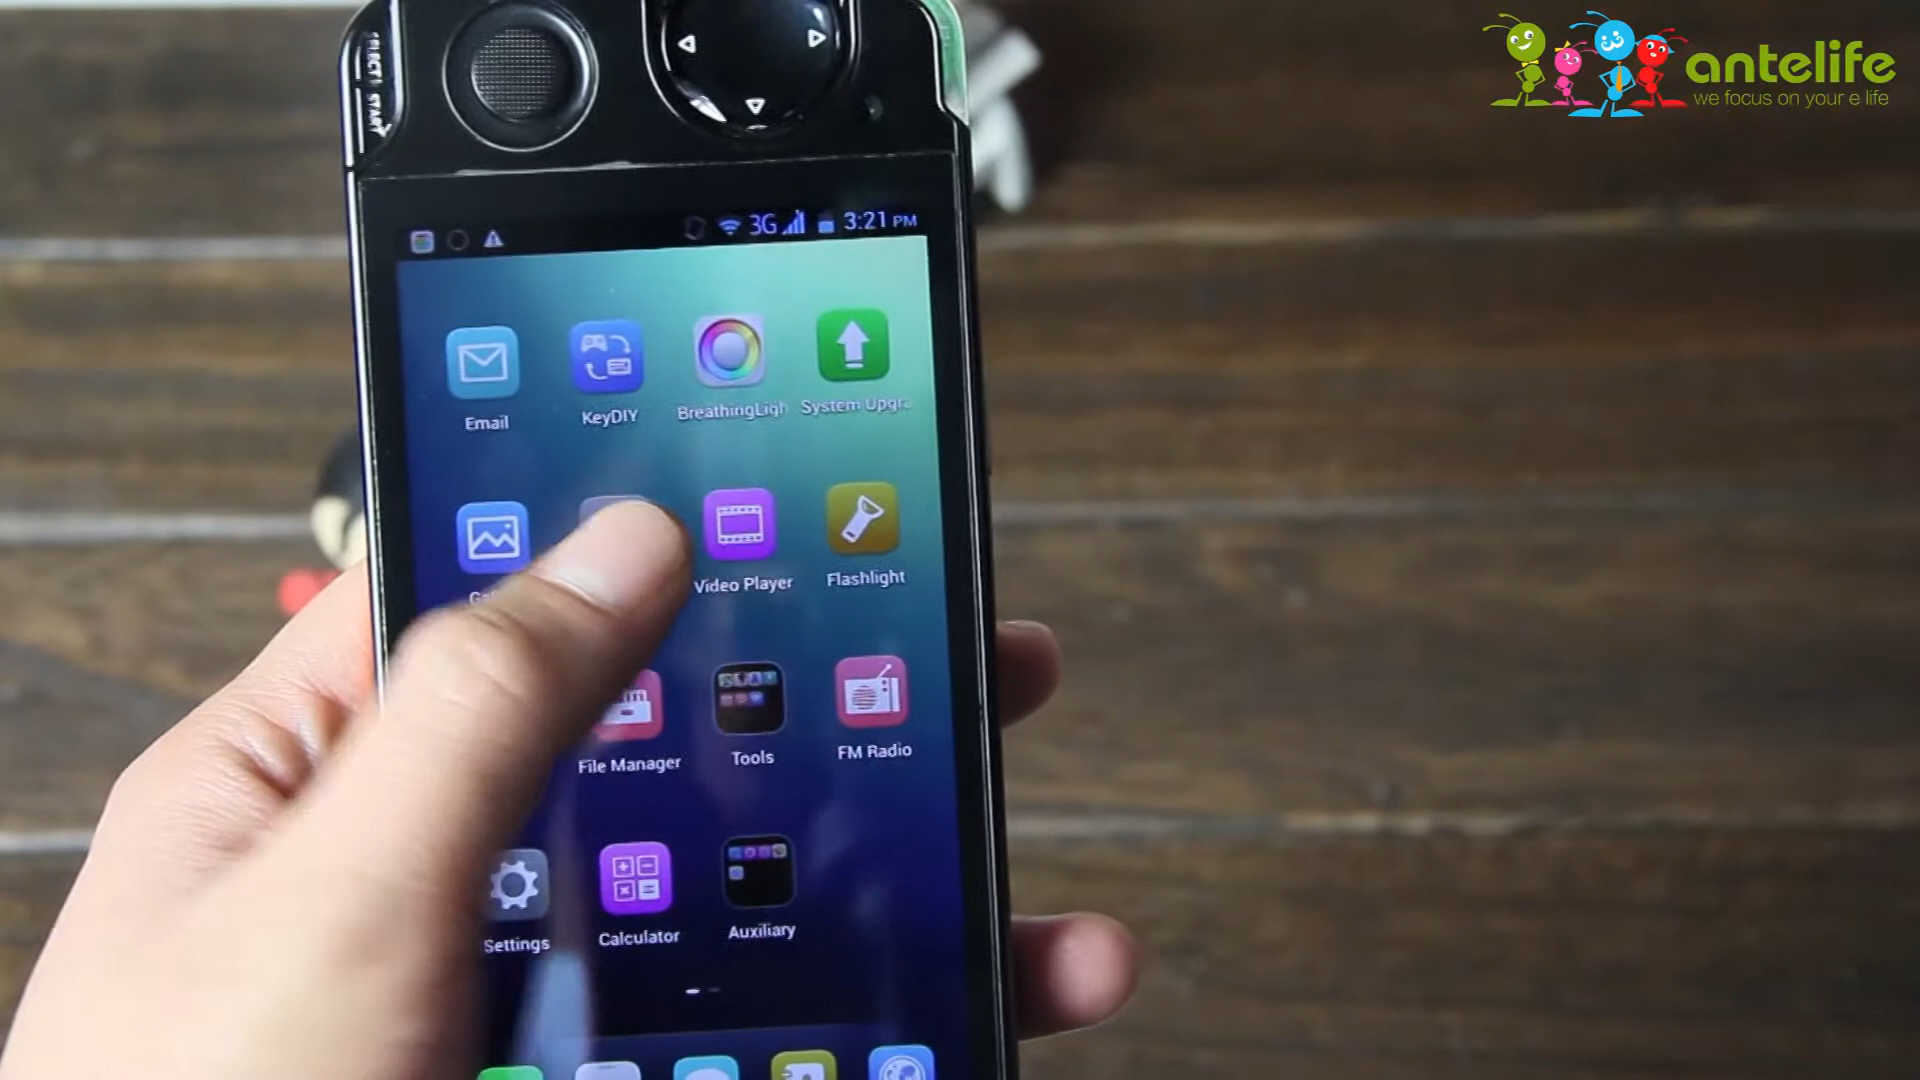 antelife
we focus on your e life
SELECT
START
3G
3:21 PM
Email
KeyDIY
BreathingLigh
System Upgra
Video Player
Flashlight
File Manager
Tools
FM Radio
Settings
Calculator
Auxiliary